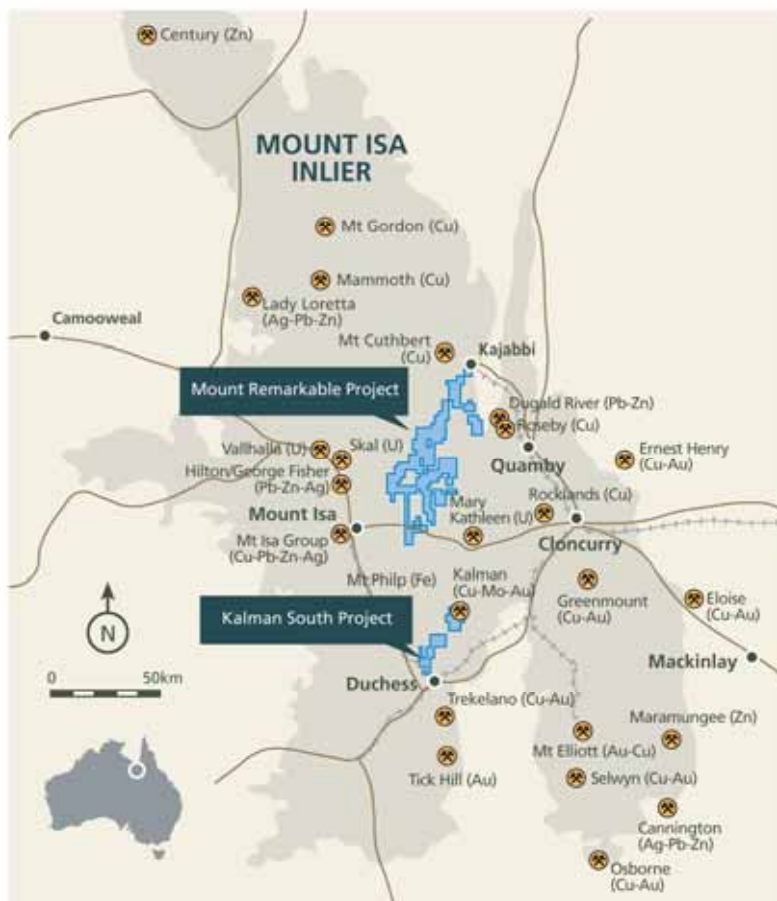 Century (Zn)
MOUNT ISA
INLIER
Mt Gordon (Cu)
Mammoth (Cu)
Lady Loretta
(Ag-Pb-Zn)
Camooweal
Mt Cuthbert
(Cu)
Kajabbi
Mount Remarkable Project
Dugald River (Pb-Zn)
Roseby (Cu)
Vallhalla (U)
Skal (U)
Ernest Henry
(Cu-Au)
Quamby
Hilton/George Fisher
(Pb-Zn-Ag)
Mary
Kathleen (U)
Rocklands (Cu)
Mount Isa
Mt Isa Group
(Cu-Pb-Zn-Ag)
Cloncurry
Mt Philp (Fe)
Kalman
(Cu-Mo-Au)
Greenmount
(Cu-Au)
Eloise
(Cu-Au)
Kalman South Project
N
0 50km
Duchess
Mackinlay
Trekelano (Cu-Au)
Maramungee (Zn)
Mt Elliott (Au-Cu)
Tick Hill (Au)
Selwyn (Cu-Au)
Cannington
(Ag-Pb-Zn)
Osborne
(Cu-Au)